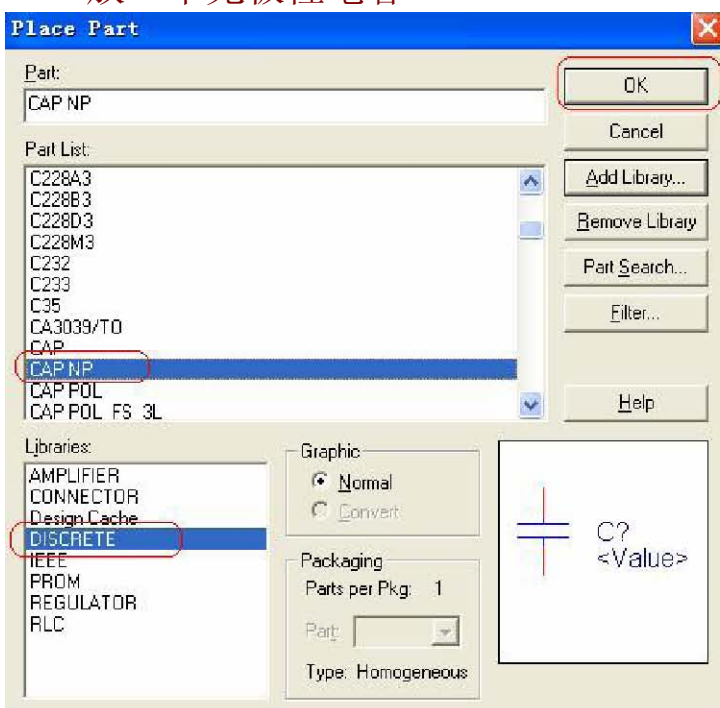 Place Part
Part:
CAP NP
OK
Cancel
Part List:
C228A3
C228B3
C228D3
C228M3
C232
C233
C35
CA3039/TO
CAP
CAP NP
CAP POL
CAP POL FS 3L
Add Library...
Remove Library
Part Search...
Filter...
Help
Libraries:
AMPLIFIER
CONNECTOR
Design Cache
DISCRETE
IEEE
PROM
REGULATOR
RLC
Graphic
Normal
Convert
Packaging
Parts per Pkg: 1
Part:
Type: Homogeneous
C?
<Value>